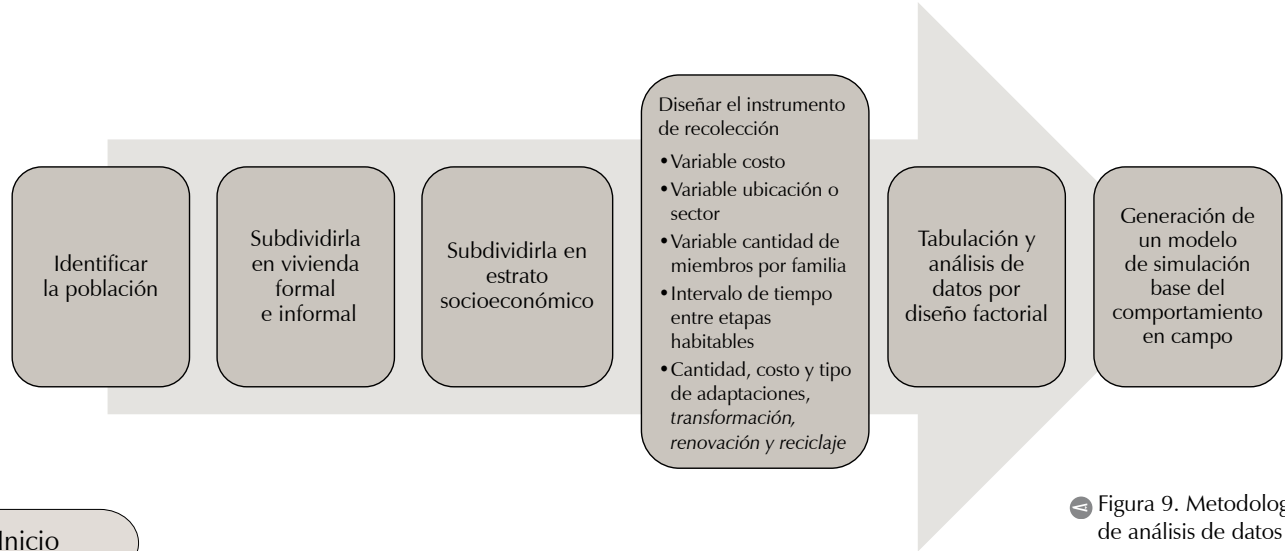 Identificar
la población
Subdividirla
en vivienda
formal
e informal
Subdividirla en
estrato
socioeconómico
Diseñar el instrumento
de recolección
•Variable costo
•Variable ubicación o
sector
•Variable cantidad de
miembros por familia
•Intervalo de tiempo
entre etapas
habitables
•Cantidad, costo y tipo
de adaptaciones,
transformación,
renovación y reciclaje
Tabulación y
análisis de
datos por
diseño factorial
Generación de
un modelo
de simulación
base del
comportamiento
en campo
Figura 9. Metodolog
de análisis de datos
Inicio